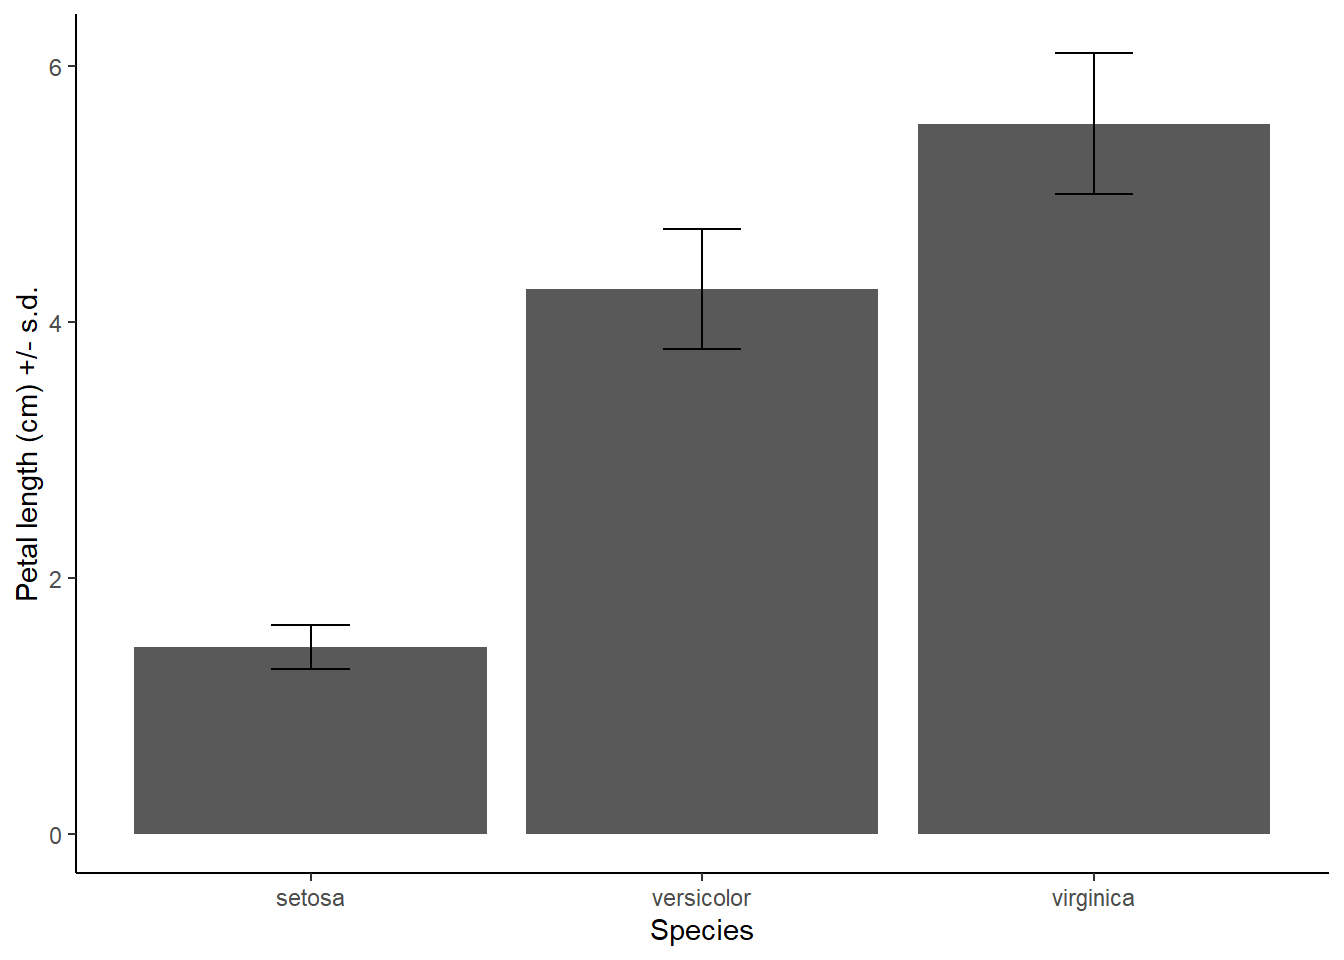 Petal length (cm) +/- s.d.
6
4
2
0
setosa
versicolor
virginica
Species